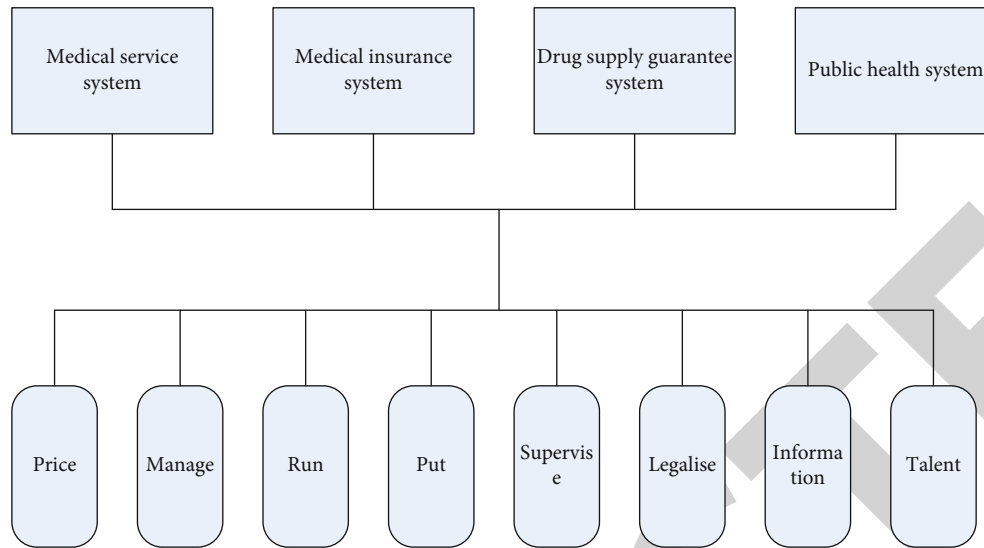 Medical service
system
Medical insurance
system
Drug supply guarantee
system
Public health system
Price
Manage
Run
Put
Supervis
e
Legalise
Informa
tion
Talent